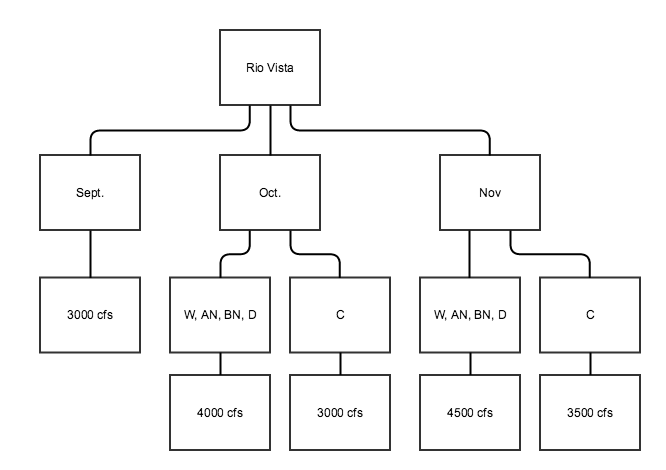 Rio Vista
Sept.
Oct.
Nov
3000 cfs
W, AN, BN, D
C
W, AN, BN, D
C
4000 cfs
3000 cfs
4500 cfs
3500 cfs